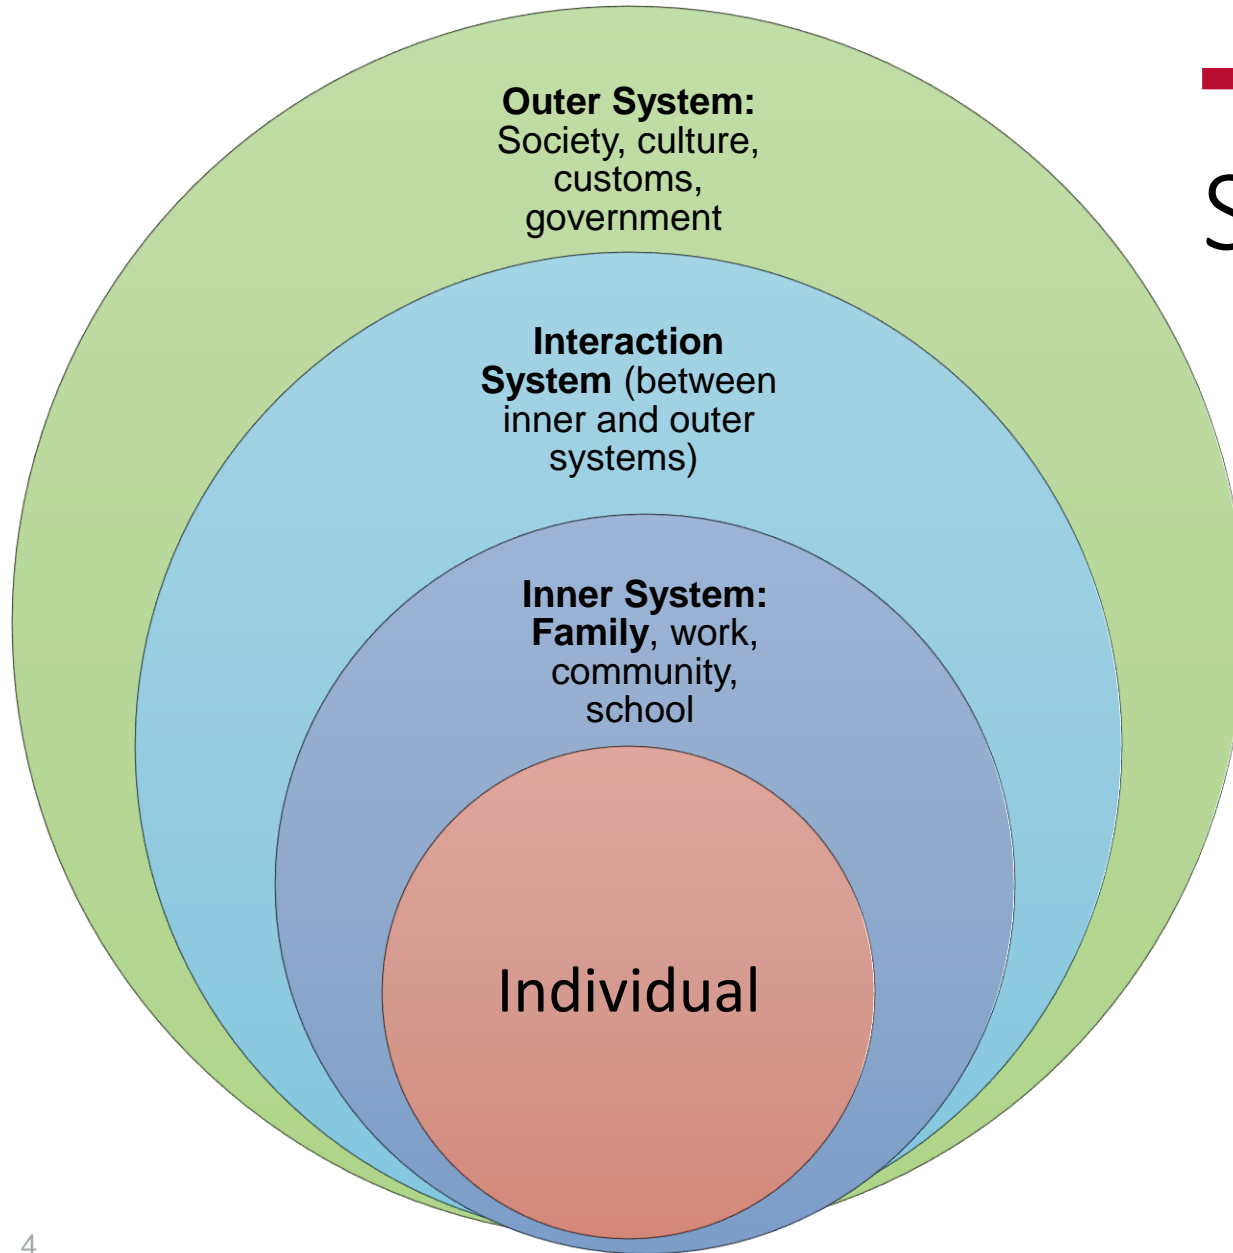 Outer System:
Society, culture,
customs,
government
S
Interaction
System (between
inner and outer
systems)
Inner System:
Family, work,
community,
school
Individual
4